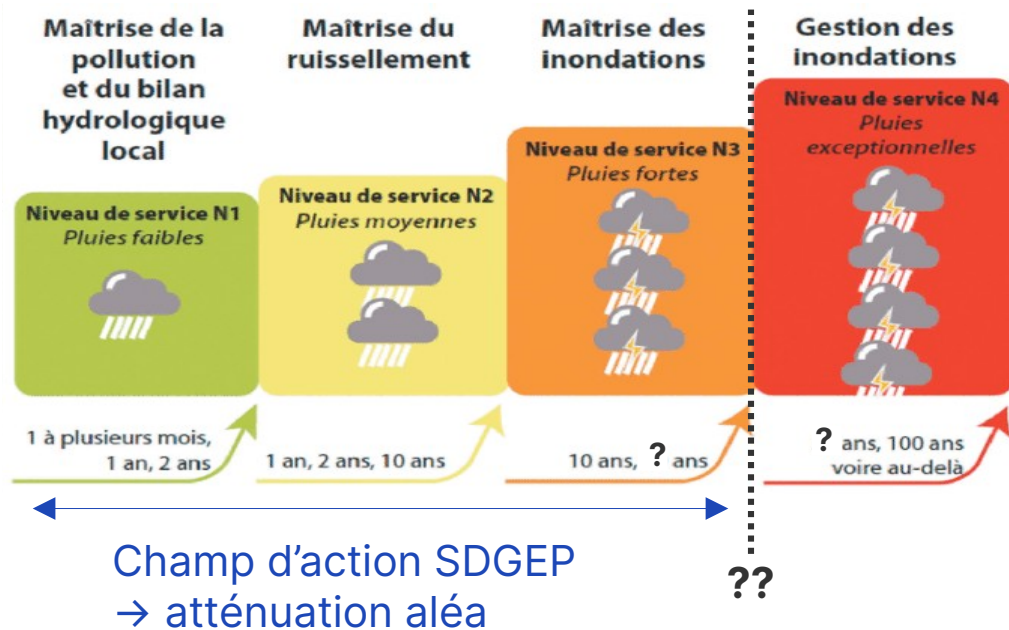 Maîtrise de la
pollution
et du bilan
hydrologique
local
Maîtrise du
ruissellement
Maîtrise des
inondations
Gestion des
inondations
Niveau de service N1
Pluies faibles
Niveau de service N2
Pluies moyennes
Niveau de service N3
Pluies fortes
Niveau de service N4
Pluies
exceptionnelles
1 à plusieurs mois,
1 an, 2 ans
1 an, 2 ans, 10 ans
10 ans, ? ans
? ans, 100 ans
voire au-delà
Champ d’action SDGEP
→ atténuation aléa
??